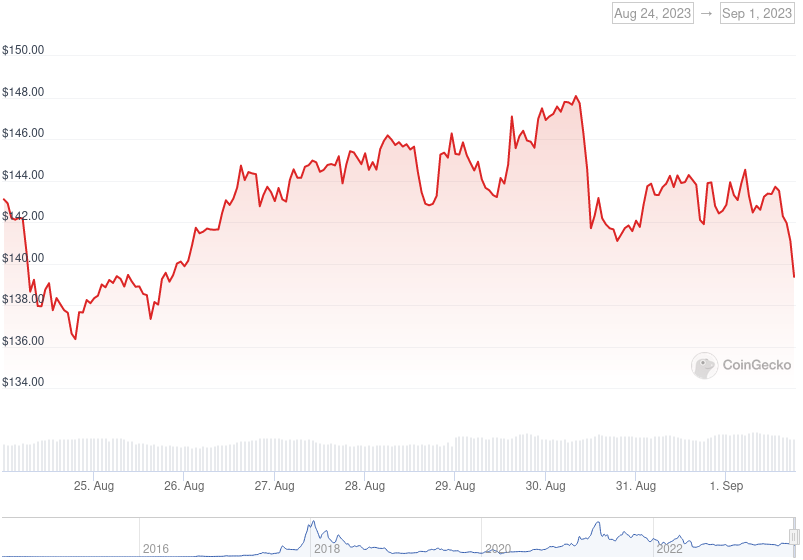 Aug 24, 2023 → Sep 1, 2023
$150.00
$148.00
$146.00
$144.00
$142.00
$140.00
$138.00
$136.00
CoinGecko
$134.00
25. Aug 26. Aug 27. Aug 28. Aug 29. Aug 30. Aug 31. Aug 1. Sep
2016 2018 2020 2022